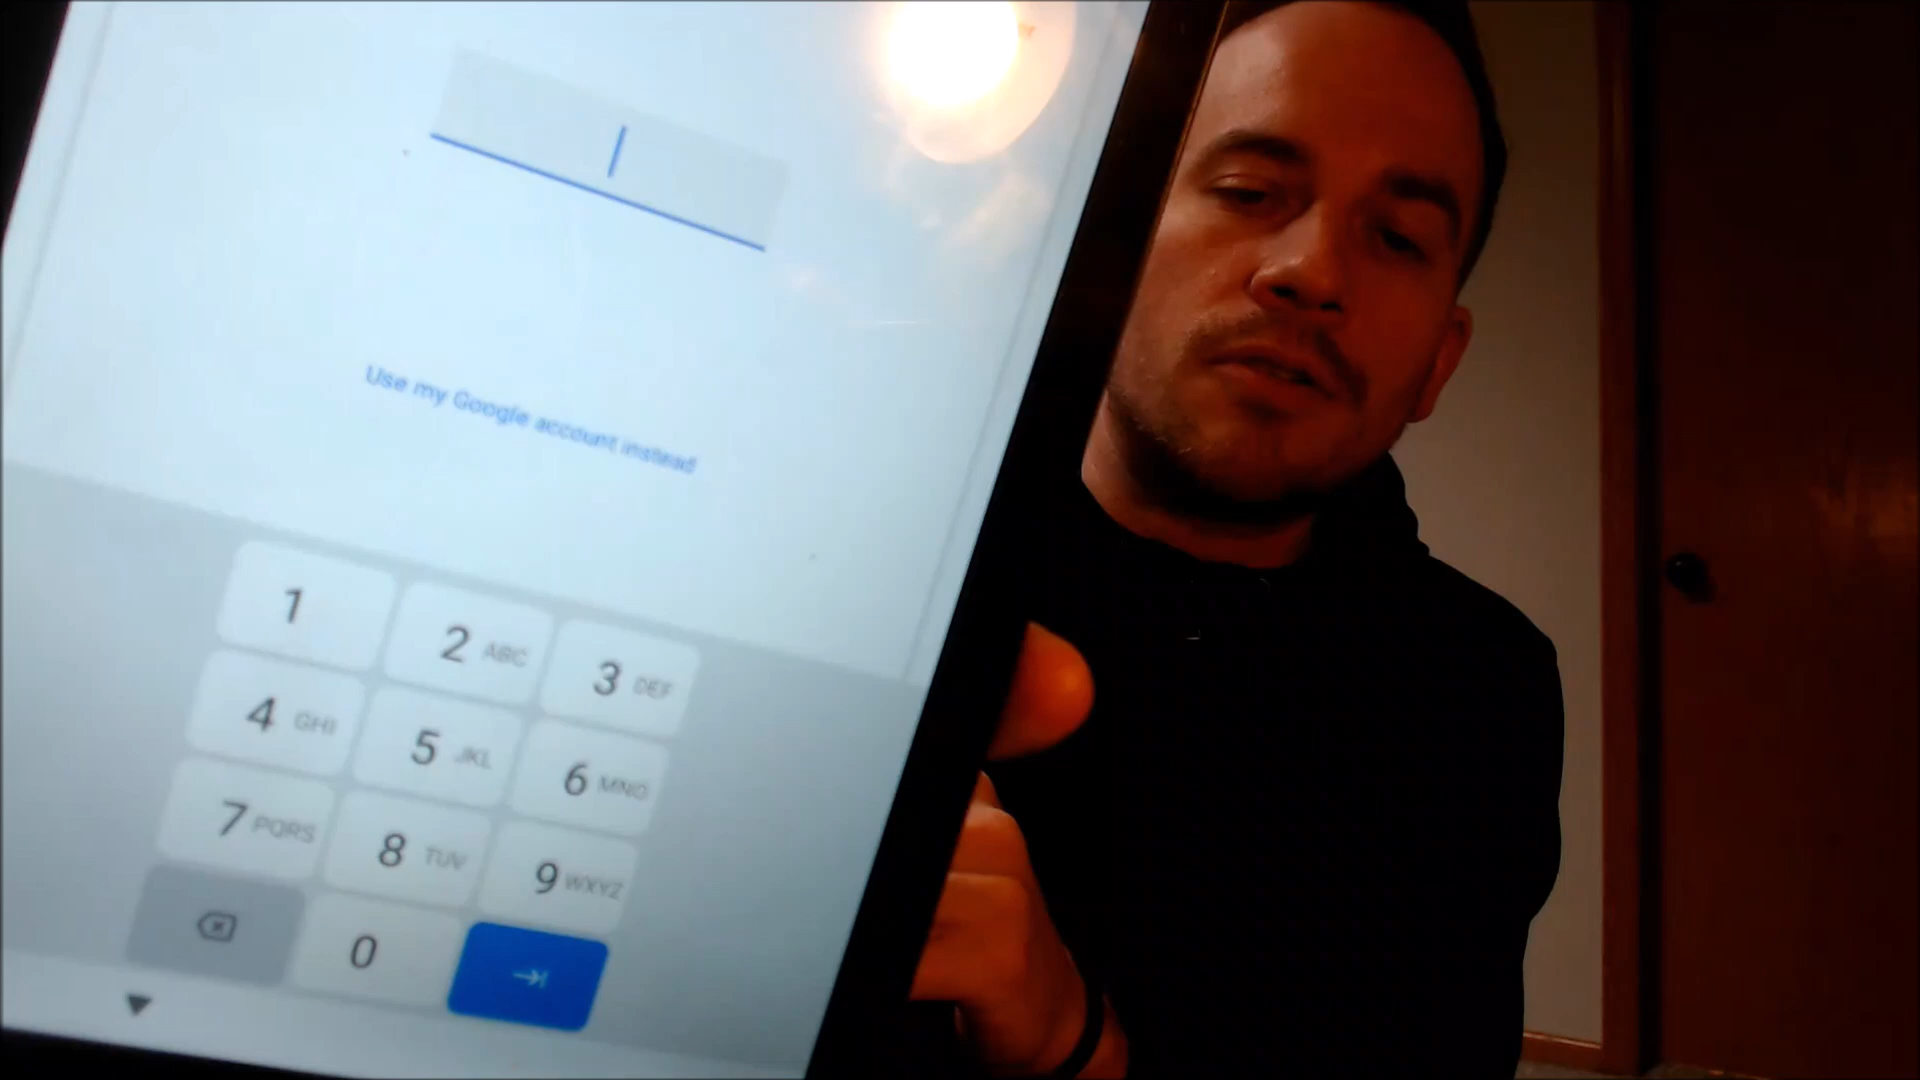 Use my Google account instead
1
2 ABC
3 DEF
4 GHI
5 JKL
6 MNO
7 PQRS
8 TUV
9 WXYZ
0